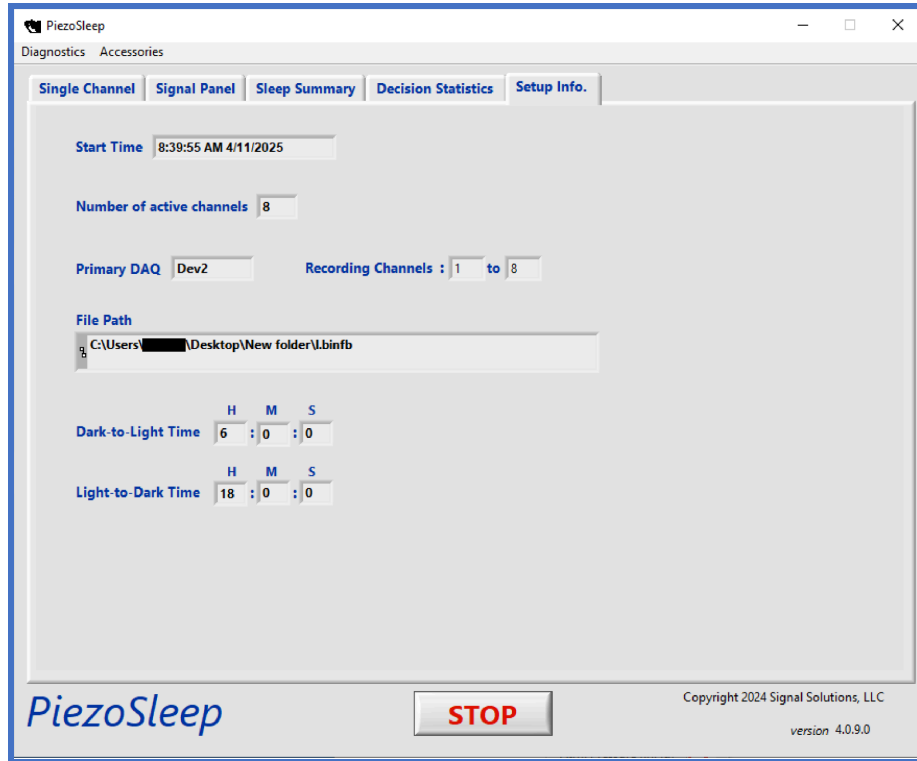 PiezoSleep
Diagnostics Accessories
Single Channel Signal Panel Sleep Summary Decision Statistics Setup Info.
Start Time 8:39:55 AM 4/11/2025
Number of active channels 8
Primary DAQ Dev2 Recording Channels : 1 to 8
File Path
C:\Users\ \Desktop\New folder\l.binfb
H M S
Dark-to-Light Time 6 : 0 : 0
H M S
Light-to-Dark Time 18 : 0 : 0
PiezoSleep STOP Copyright 2024 Signal Solutions, LLC
version 4.0.9.0